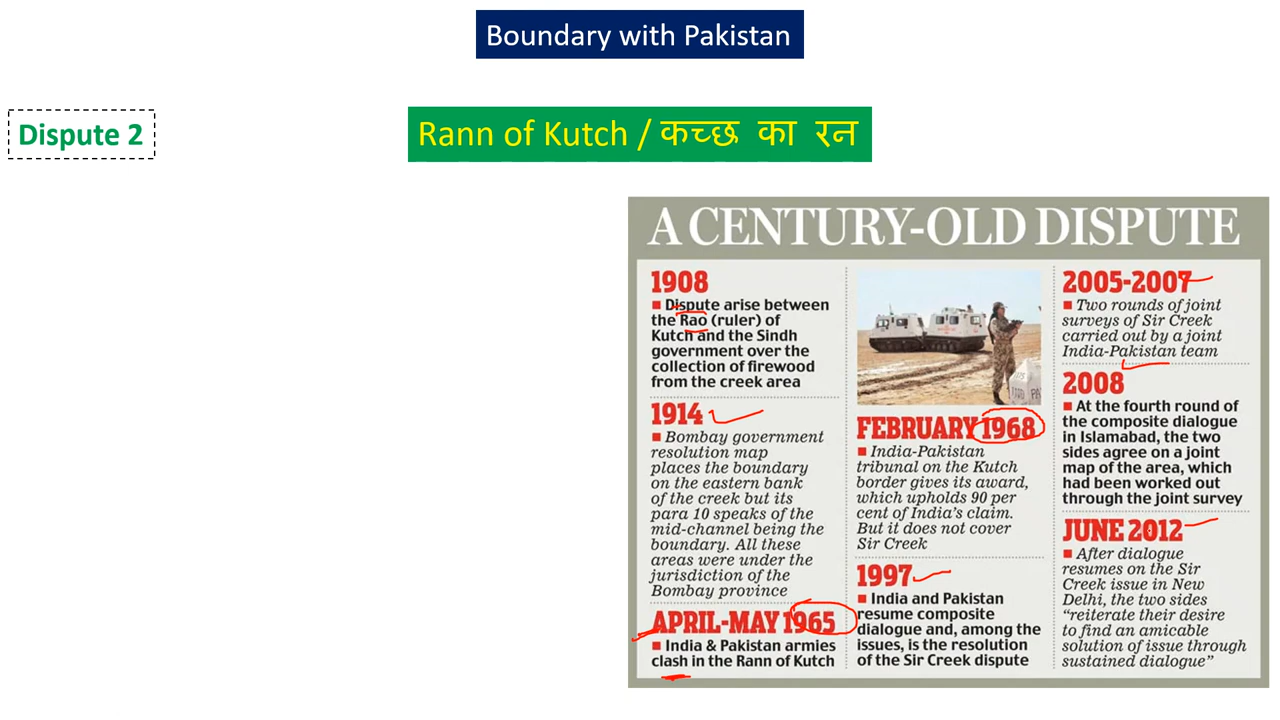 Boundary with Pakistan
Dispute 2
Rann of Kutch / कच्छ का रन
A CENTURY-OLD DISPUTE
1908
Dispute arise between
the Rao (ruler) of
Kutch and the Sindh
government over the
collection of firewood
from the creek area
1914
Bombay government
resolution map
places the boundary
on the eastern bank
of the creek but its
para 10 speaks of the
mid-channel being the
boundary. All these
areas were under the
jurisdiction of the
Bombay province
APRIL-MAY 1965
India & Pakistan armies
clash in the Rann of Kutch
FEBRUARY 1968
India-Pakistan
tribunal on the Kutch
border gives its award,
which upholds 90 per
cent of India's claim.
But it does not cover
Sir Creek
1997
India and Pakistan
resume composite
dialogue and, among the
issues, is the resolution
of the Sir Creek dispute
2005-2007
Two rounds of joint
surveys of Sir Creek
carried out by a joint
India-Pakistan team
2008
At the fourth round of
the composite dialogue
in Islamabad, the two
sides agree on a joint
map of the area, which
had been worked out
through the joint survey
JUNE 2012
After dialogue
resumes on the Sir
Creek issue in New
Delhi, the two sides
"reiterate their desire
to find an amicable
solution of issue through
sustained dialogue"